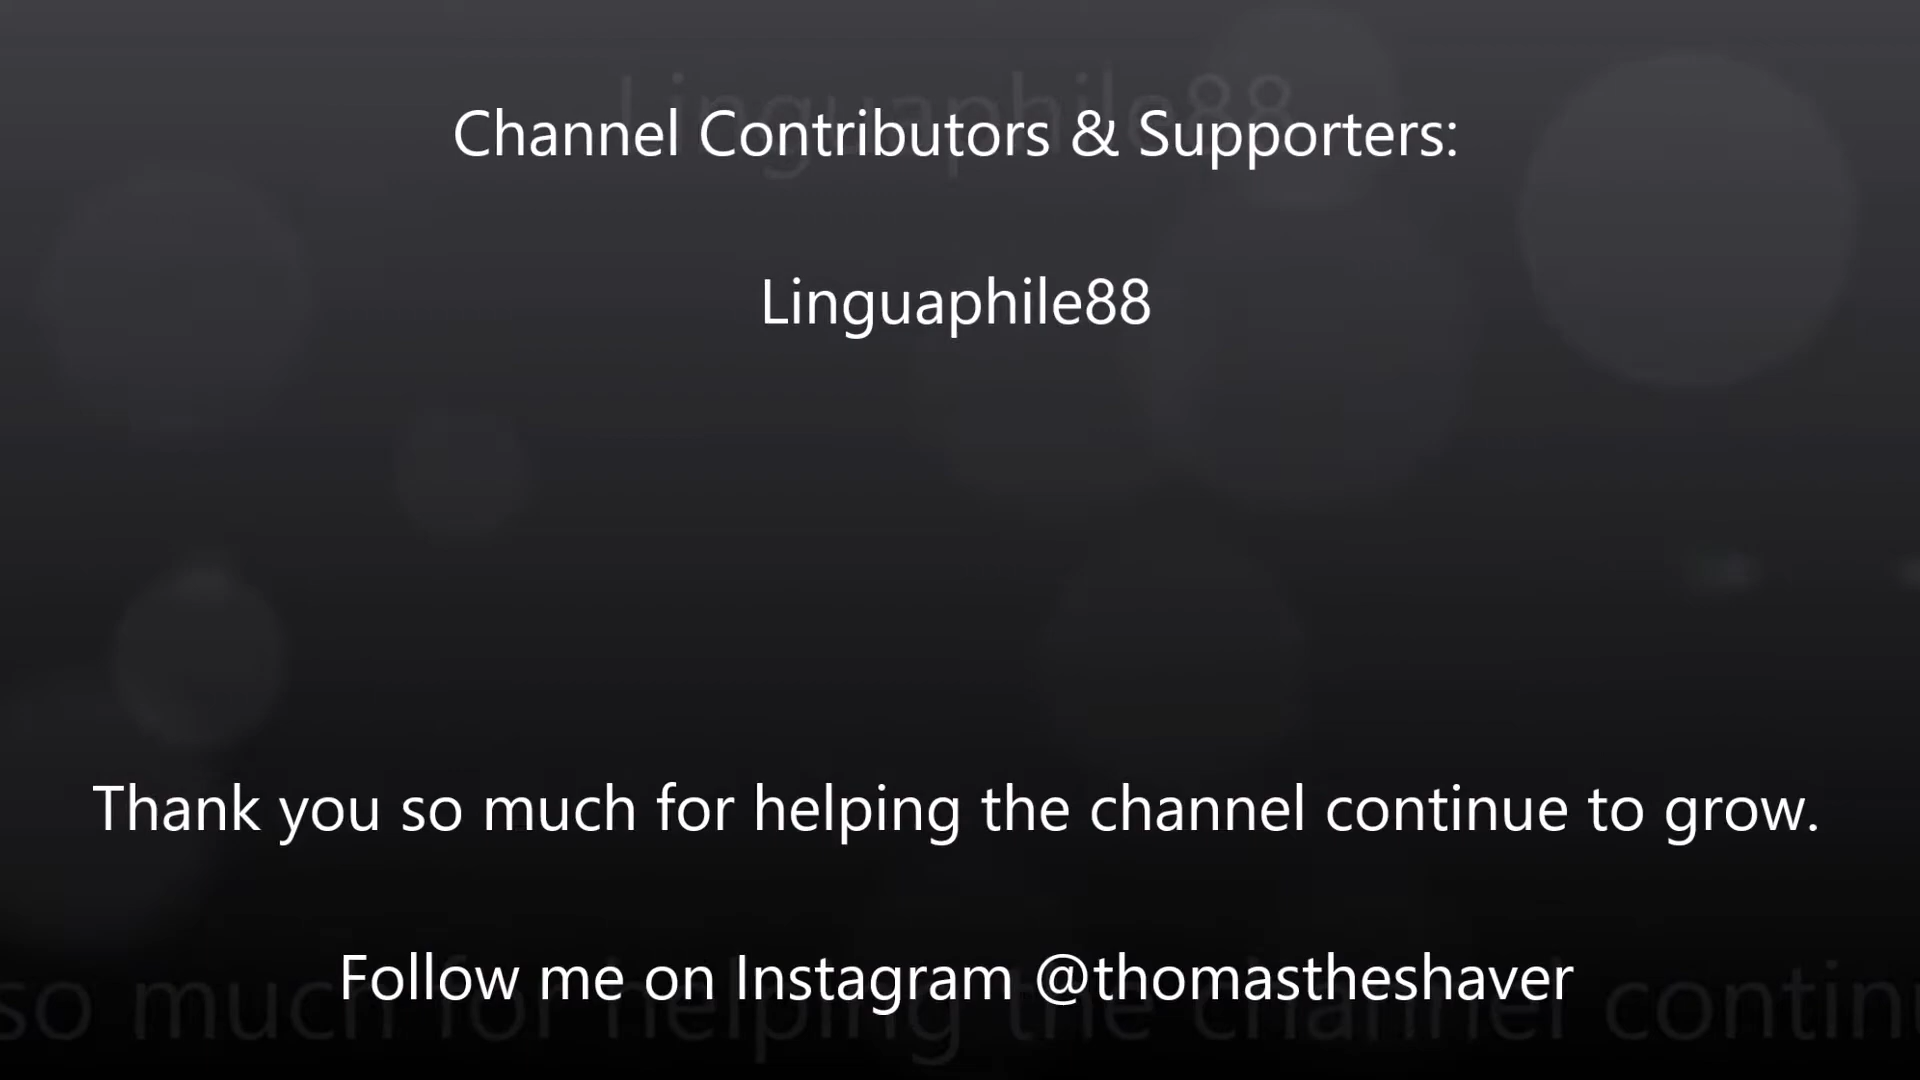 Channel Contributors & Supporters:
Linguaphile88
Thank you so much for helping the channel continue to grow.
Follow me on Instagram @thomastheshaver